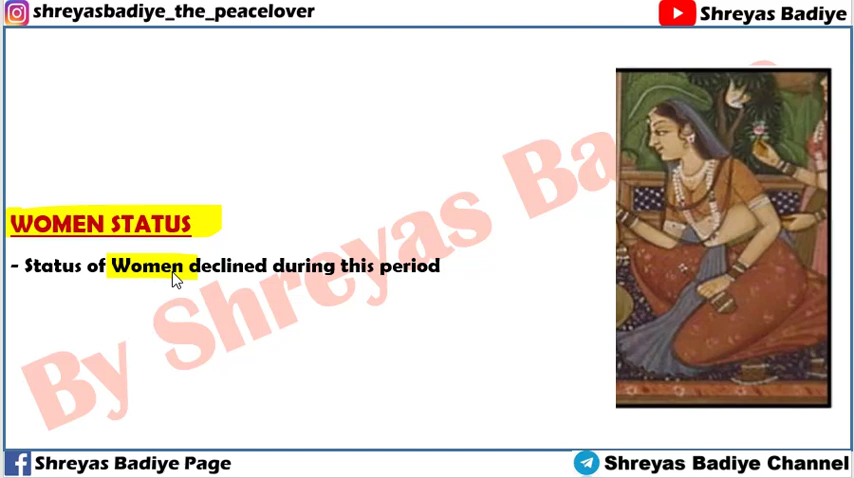 shreyasbadiye_the_peacelover
Shreyas Badiye
WOMEN STATUS
- Status of Women declined during this period
By Shreyas Ba
Shreyas Badiye Page
Shreyas Badiye Channel